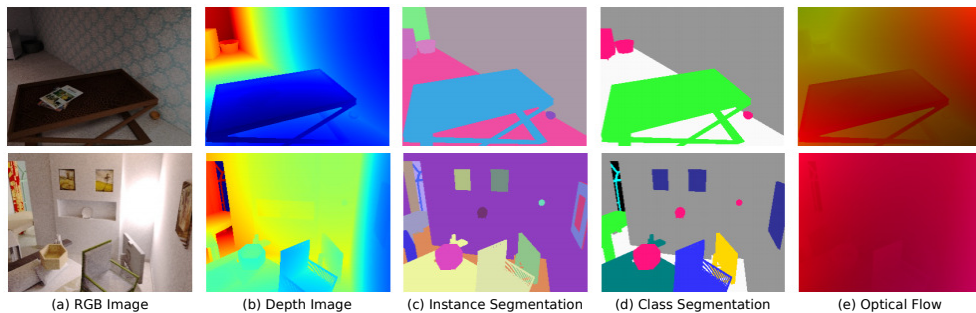 (a) RGB Image
(b) Depth Image
(c) Instance Segmentation
(d) Class Segmentation
(e) Optical Flow